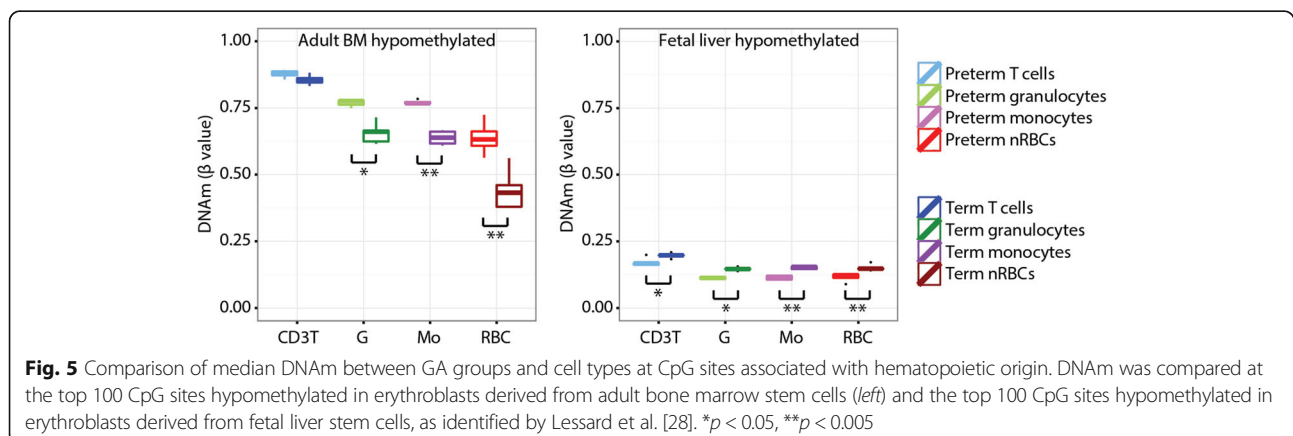 Adult BM hypomethylated
Fetal liver hypomethylated
DNAm (β value)
1.00
0.75
0.50
0.25
0.00
*
**
**
CD3T G Mo RBC
DNAm (β value)
1.00
0.75
0.50
0.25
0.00
*
*
**
**
CD3T G Mo RBC
Preterm T cells
Preterm granulocytes
Preterm monocytes
Preterm nRBCs
Term T cells
Term granulocytes
Term monocytes
Term nRBCs
Fig. 5 Comparison of median DNAm between GA groups and cell types at CpG sites associated with hematopoietic origin. DNAm was compared at
the top 100 CpG sites hypomethylated in erythroblasts derived from adult bone marrow stem cells (left) and the top 100 CpG sites hypomethylated in
erythroblasts derived from fetal liver stem cells, as identified by Lessard et al. [28]. *p < 0.05, **p < 0.005